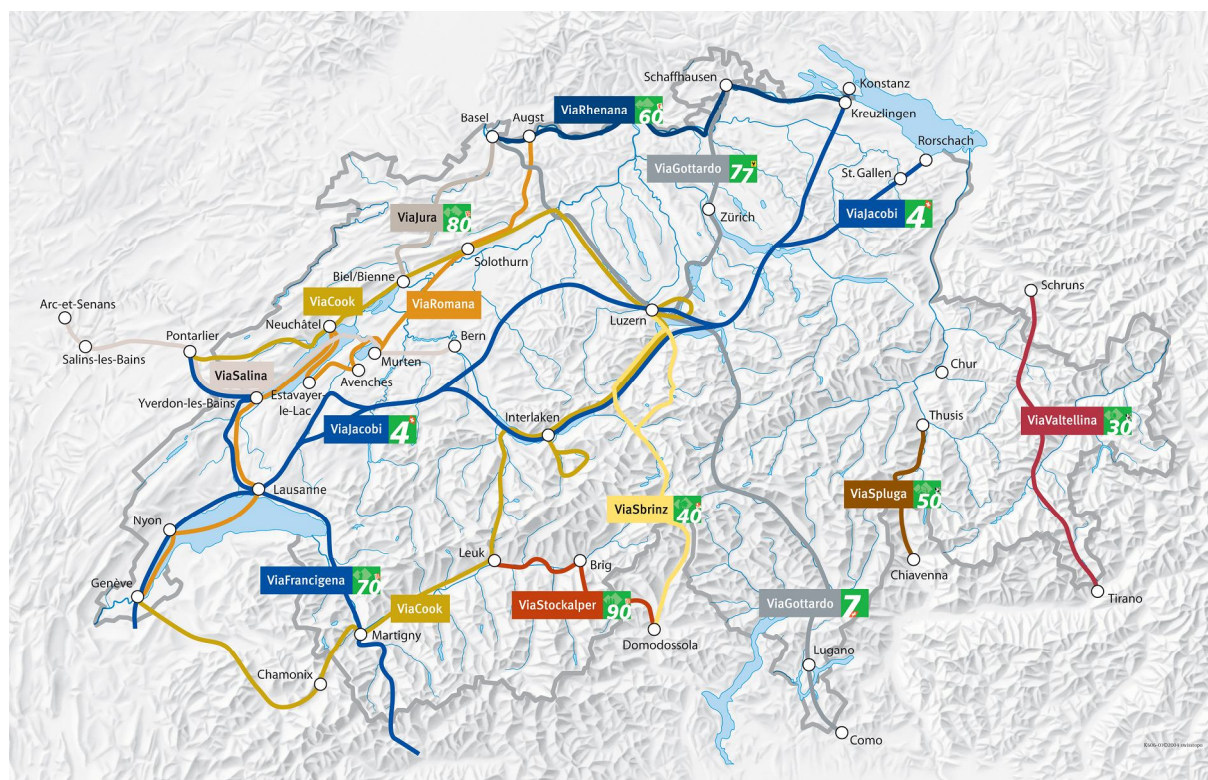 Schaffhausen
Konstanz
Kreuzlingen
Basel
Augst
ViaRhenana 60
Rorschach
St. Gallen
ViaGottardo 77
ViaJura 80
Zürich
ViaJacobi 4
Solothurn
Biel/Bienne
Arc-et-Senans
ViaCook
ViaRomana
Schruns
Neuchâtel
Luzern
Pontarlier
Bern
Salins-les-Bains
Murten
ViaSalina
Avenches
Chur
Estavayer-
le-Lac
Yverdon-les-Bains
Interlaken
Thusis
ViaJacobi 4
ViaValtellina 30
Lausanne
ViaSpluga 50
ViaSbrinz 40
Nyon
Leuk
Brig
Chiavenna
Genève
ViaFrancigena 70
Tirano
ViaCook
ViaStockalper 90
ViaGottardo 7
Martigny
Domodossola
Lugano
Chamonix
Como